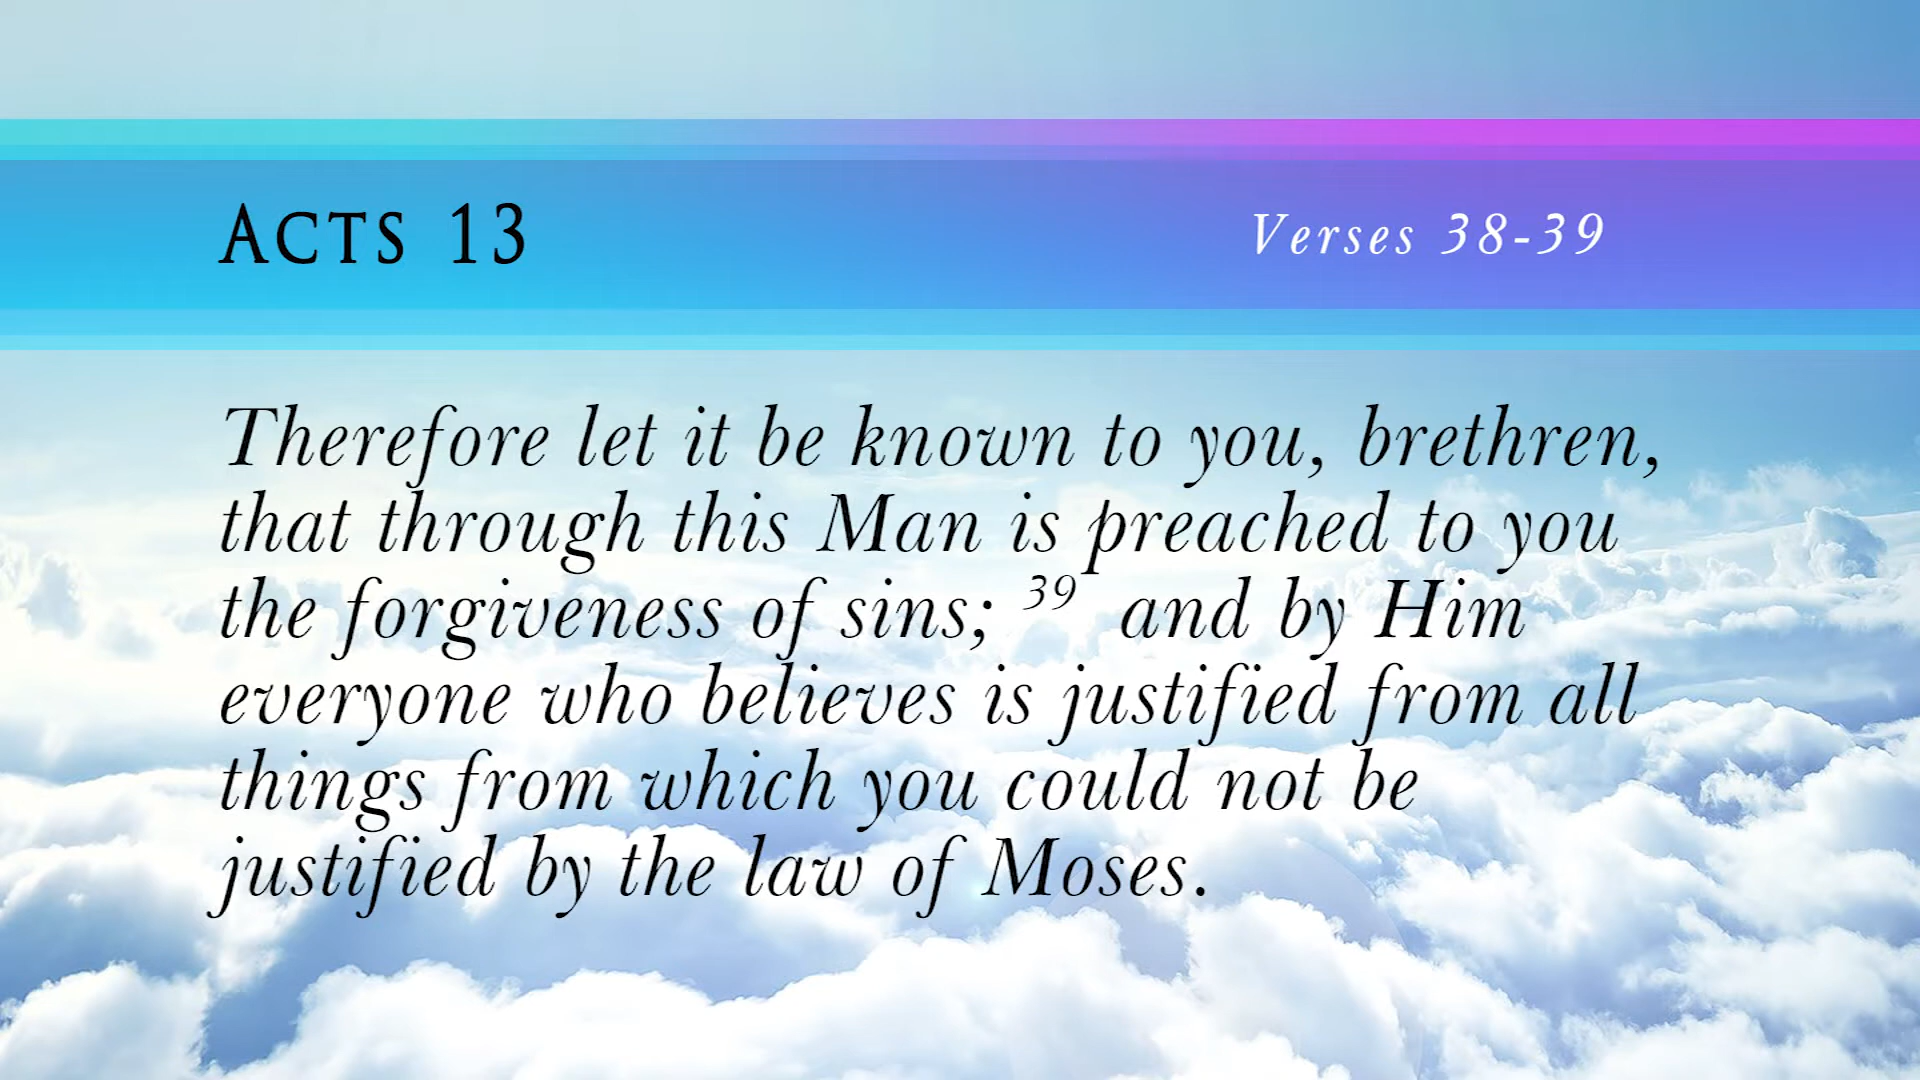 Acts 13
Verses 38-39
Therefore let it be known to you, brethren,
that through this Man is preached to you
the forgiveness of sins; 39 and by Him
everyone who believes is justified from all
things from which you could not be
justified by the law of Moses.